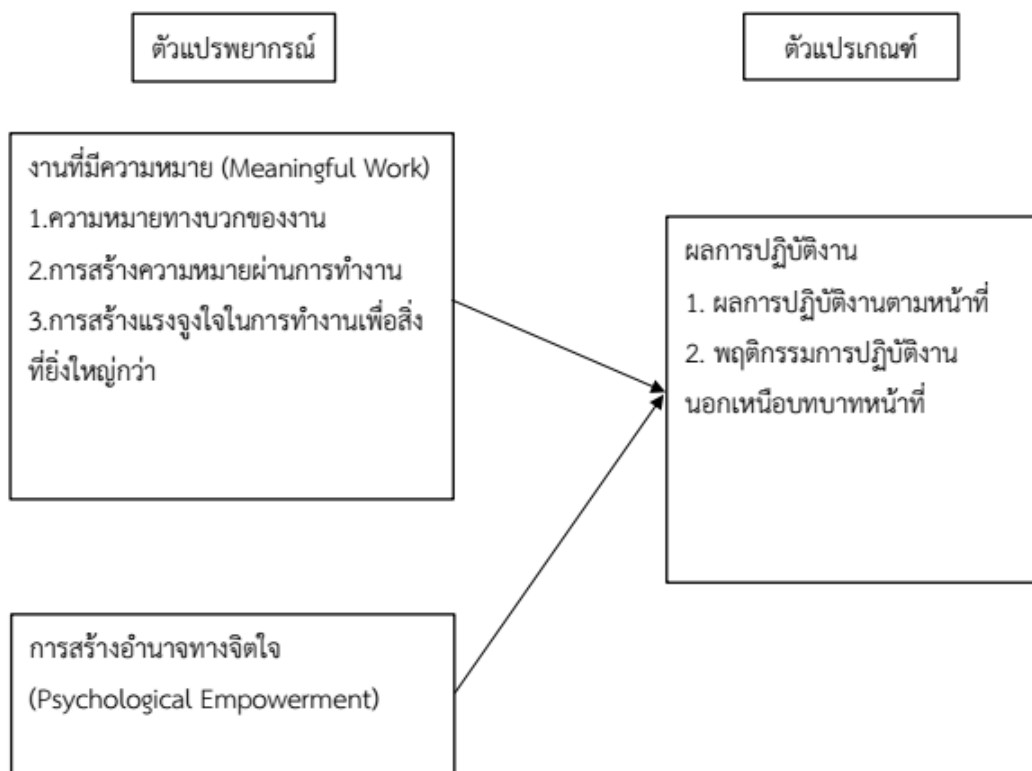 ตัวแปรพยากรณ์
ตัวแปรเกณฑ์
งานที่มีความหมาย (Meaningful Work)
1.ความหมายทางบวกของงาน
2.การสร้างความหมายผ่านการทำงาน
3.การสร้างแรงจูงใจในการทำงานเพื่อสิ่ง
ที่ยิ่งใหญ่กว่า
ผลการปฏิบัติงาน
1. ผลการปฏิบัติงานตามหน้าที่
2. พฤติกรรมการปฏิบัติงาน
นอกเหนือบทบาทหน้าที่
การสร้างอำนาจทางจิตใจ
(Psychological Empowerment)